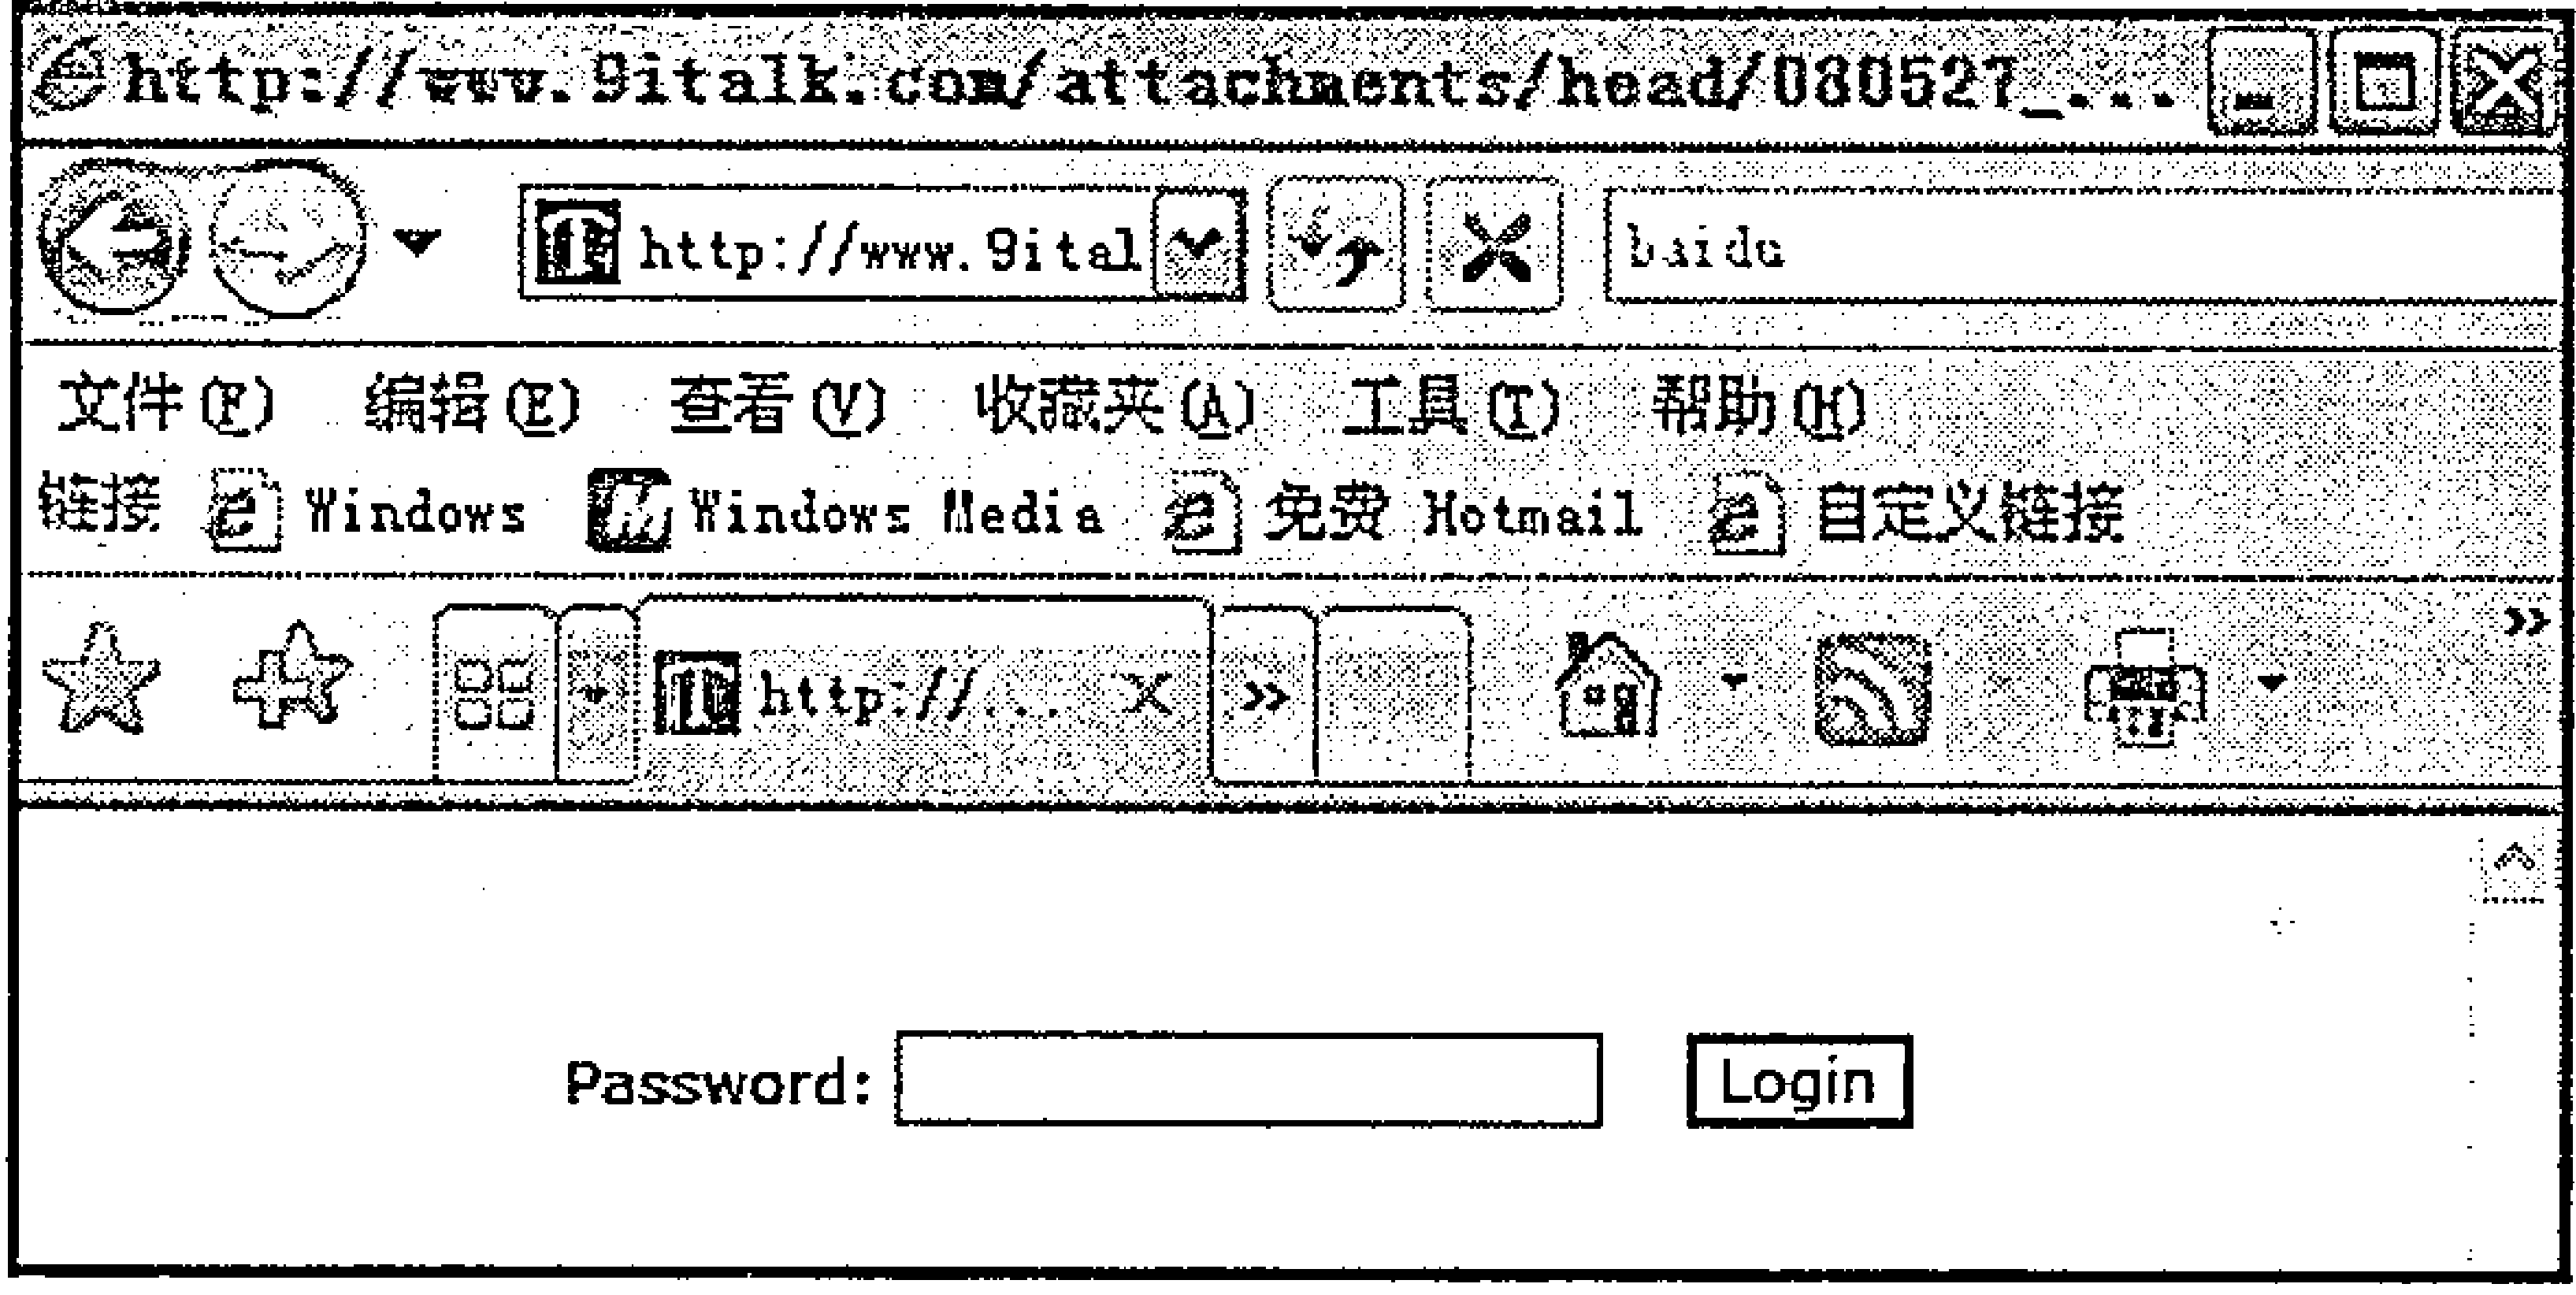 http://www.9italk.com/attachments/head/080527_...
http://www.9ital
baidu
文件(F) 编辑(E) 查看(V) 收藏夹(A) 工具(T) 帮助(H)
链接 Windows Windows Media 免费 Hotmail 自定义链接
http://...
Password: Login